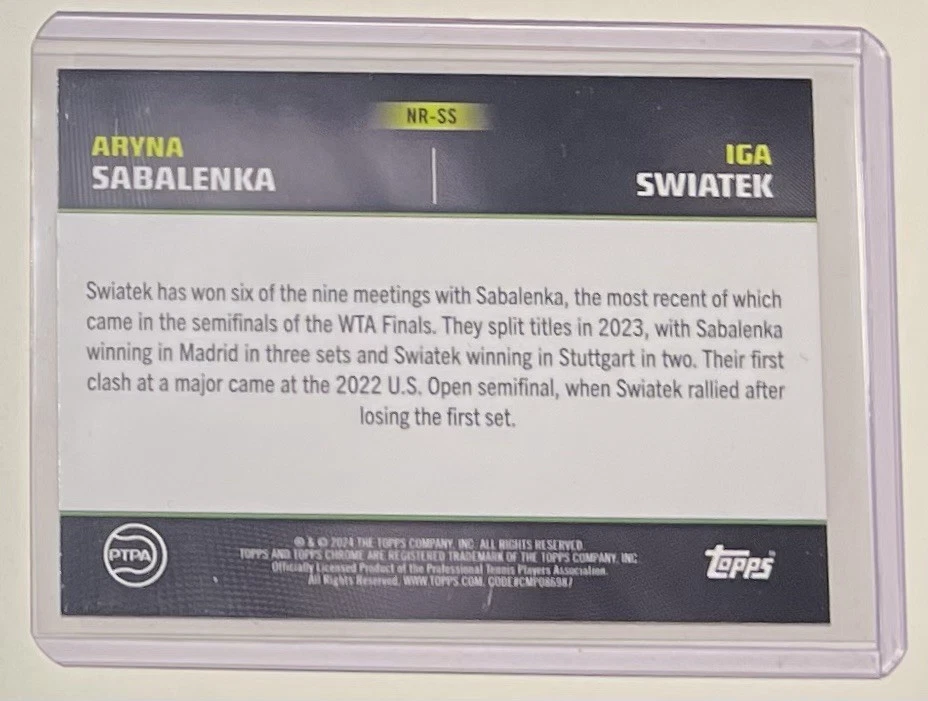 NR-SS
ARYNA
SABALENKA
IGA
SWIATEK
Swiatek has won six of the nine meetings with Sabalenka, the most recent of which
came in the semifinals of the WTA Finals. They split titles in 2023, with Sabalenka
winning in Madrid in three sets and Swiatek winning in Stuttgart in two. Their first
clash at a major came at the 2022 U.S. Open semifinal, when Swiatek rallied after
losing the first set.
PTPA
® & © 2024 THE TOPPS COMPANY, INC. ALL RIGHTS RESERVED.
TOPPS AND TOPPS CHROME ARE REGISTERED TRADEMARK OF THE TOPPS COMPANY, INC.
Officially Licensed Product of the Professional Tennis Players Association.
All Rights Reserved. WWW.TOPPS.COM. CODE#CMP086987
topps